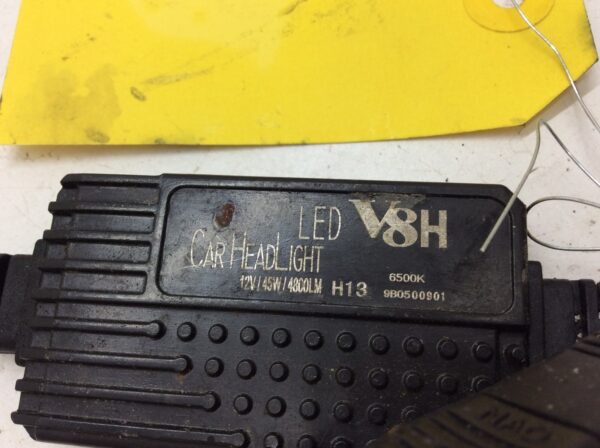 LED V8H
CAR HEADLIGHT
12V/45W/4800LM H13
6500K
9B0500901